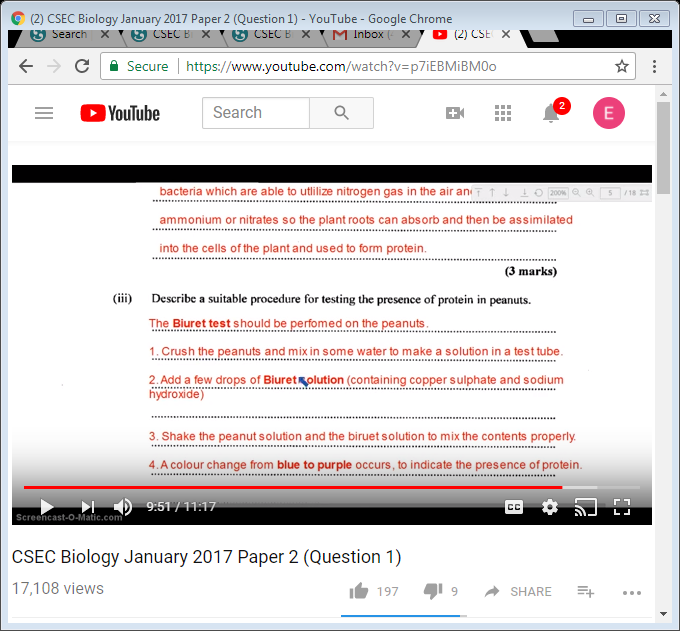 (2) CSEC Biology January 2017 Paper 2 (Question 1) - YouTube - Google Chrome
Search
CSEC B
CSEC B
Inbox (
(2) CSE
Secure https://www.youtube.com/watch?v=p7iEBMiBM0o
YouTube
Search
2
E
bacteria which are able to utlilize nitrogen gas in the air an
200% 5 / 18
ammonium or nitrates so the plant roots can absorb and then be assimilated
into the cells of the plant and used to form protein.
(3 marks)
(iii) Describe a suitable procedure for testing the presence of protein in peanuts.
The Biuret test should be perfomed on the peanuts.
1. Crush the peanuts and mix in some water to make a solution in a test tube.
2. Add a few drops of Biuret solution (containing copper sulphate and sodium
hydroxide)
3. Shake the peanut solution and the biruet solution to mix the contents properly.
4. A colour change from blue to purple occurs, to indicate the presence of protein.
9:51 / 11:17
CC
Screencast-O-Matic.com
CSEC Biology January 2017 Paper 2 (Question 1)
17,108 views
197
9
SHARE